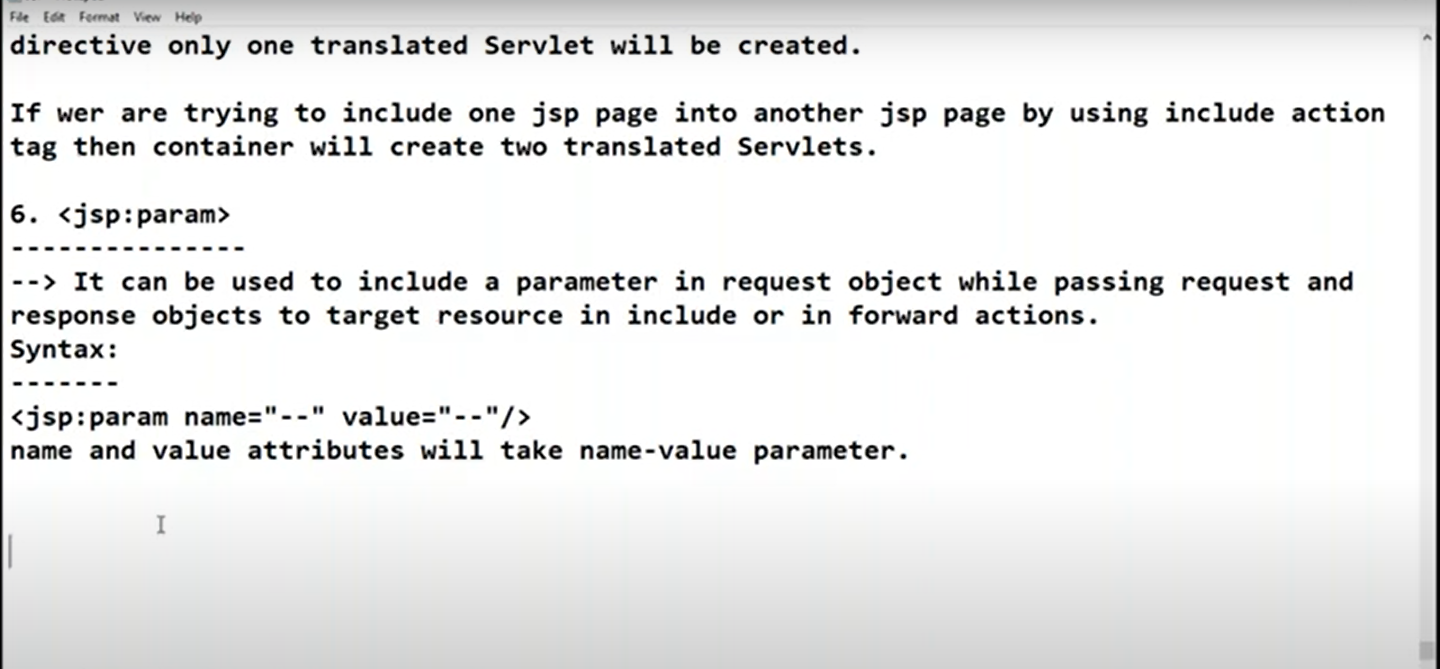 File Edit Format View Help
directive only one translated Servlet will be created.
If wer are trying to include one jsp page into another jsp page by using include action
tag then container will create two translated Servlets.
6. <jsp:param>
---------------
--> It can be used to include a parameter in request object while passing request and
response objects to target resource in include or in forward actions.
Syntax:
-------
<jsp:param name="--" value="--"/>
name and value attributes will take name-value parameter.